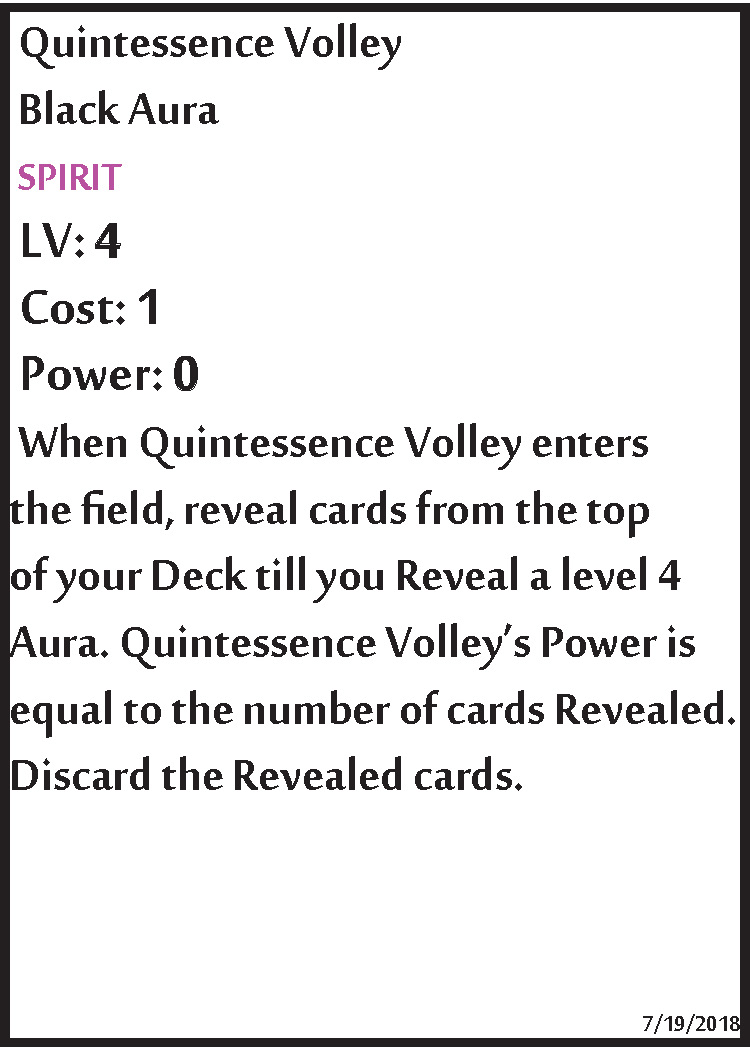 Quintessence Volley
Black Aura
SPIRIT
LV: 4
Cost: 1
Power: 0
When Quintessence Volley enters
the field, reveal cards from the top
of your Deck till you Reveal a level 4
Aura. Quintessence Volley's Power is
equal to the number of cards Revealed.
Discard the Revealed cards.
7/19/2018